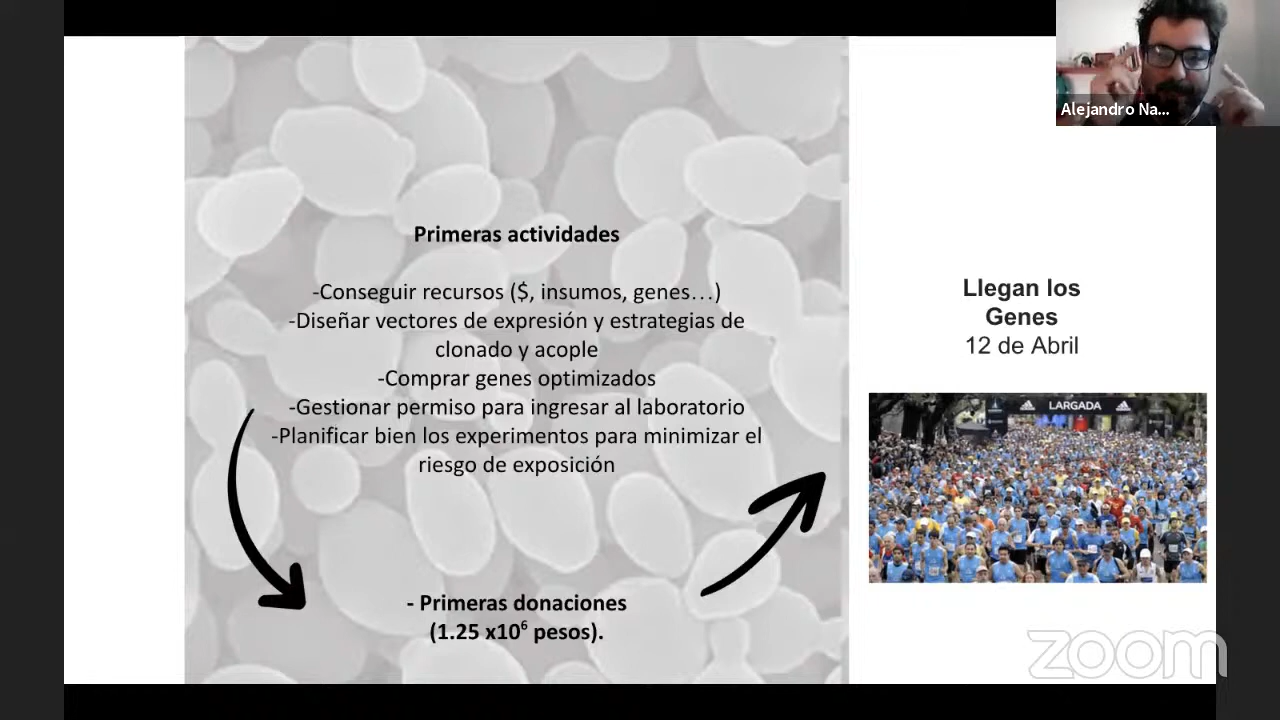 Alejandro Na...
Primeras actividades
-Conseguir recursos ($, insumos, genes…)
-Diseñar vectores de expresión y estrategias de
clonado y acople
-Comprar genes optimizados
-Gestionar permiso para ingresar al laboratorio
-Planificar bien los experimentos para minimizar el
riesgo de exposición
- Primeras donaciones
(1.25 x10⁶ pesos).
Llegan los
Genes
12 de Abril
LARGADA
zoom